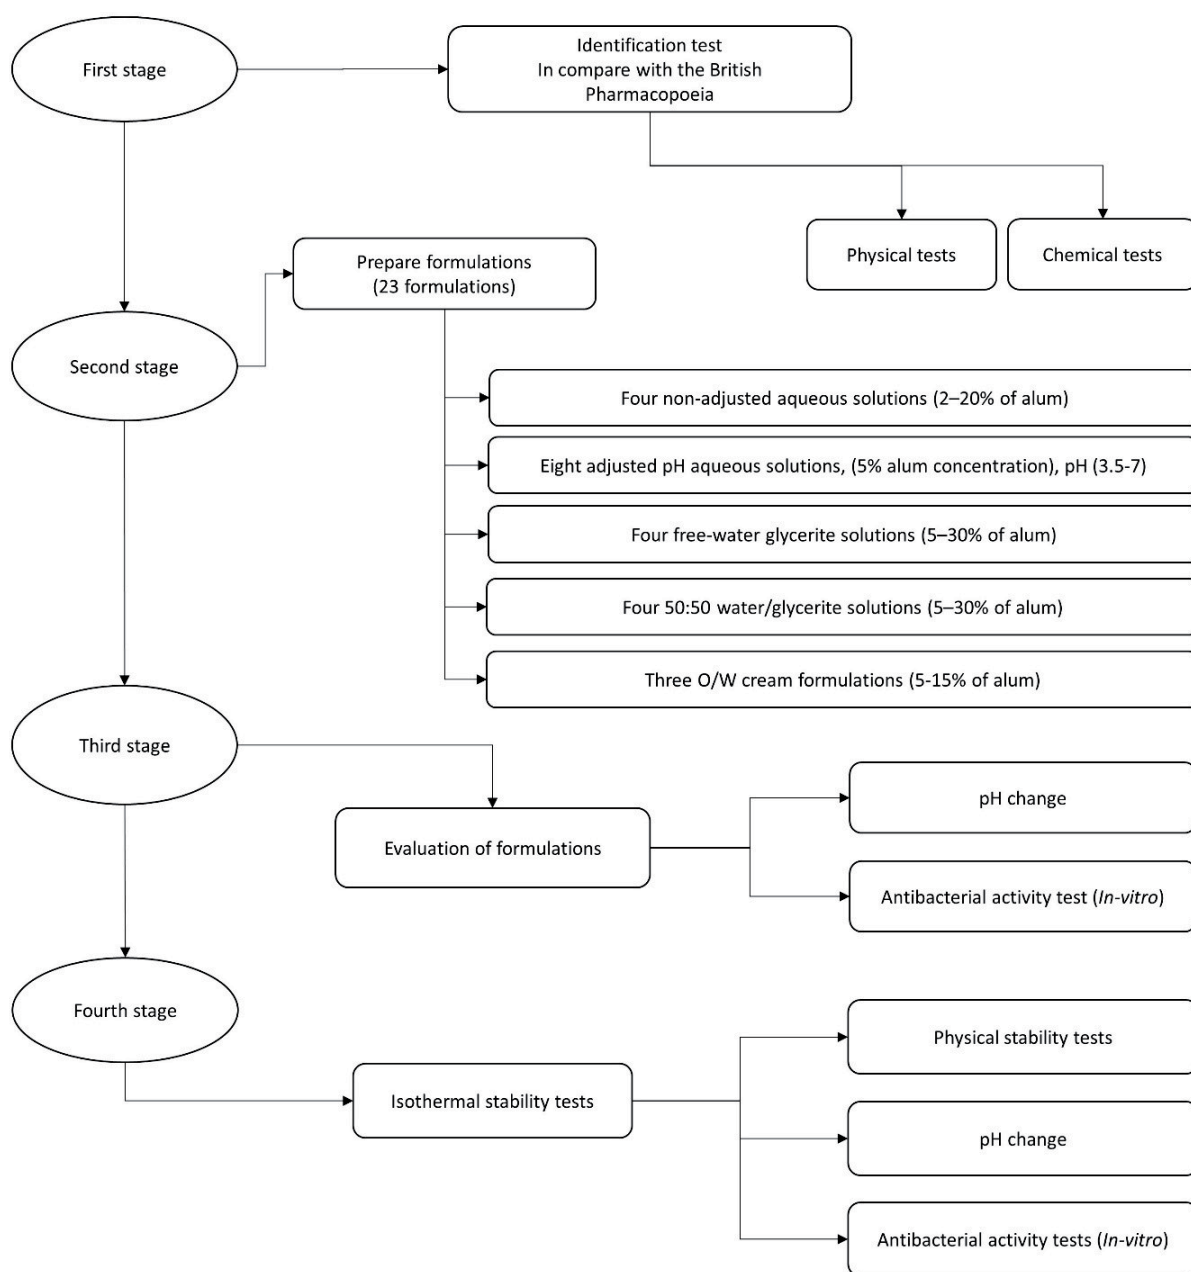 First stage
Identification test
In compare with the British
Pharmacopoeia
Physical tests
Chemical tests
Prepare formulations
(23 formulations)
Second stage
Four non-adjusted aqueous solutions (2–20% of alum)
Eight adjusted pH aqueous solutions, (5% alum concentration), pH (3.5-7)
Four free-water glycerite solutions (5–30% of alum)
Four 50:50 water/glycerite solutions (5–30% of alum)
Three O/W cream formulations (5-15% of alum)
Third stage
pH change
Evaluation of formulations
Antibacterial activity test (In-vitro)
Fourth stage
Physical stability tests
Isothermal stability tests
pH change
Antibacterial activity tests (In-vitro)